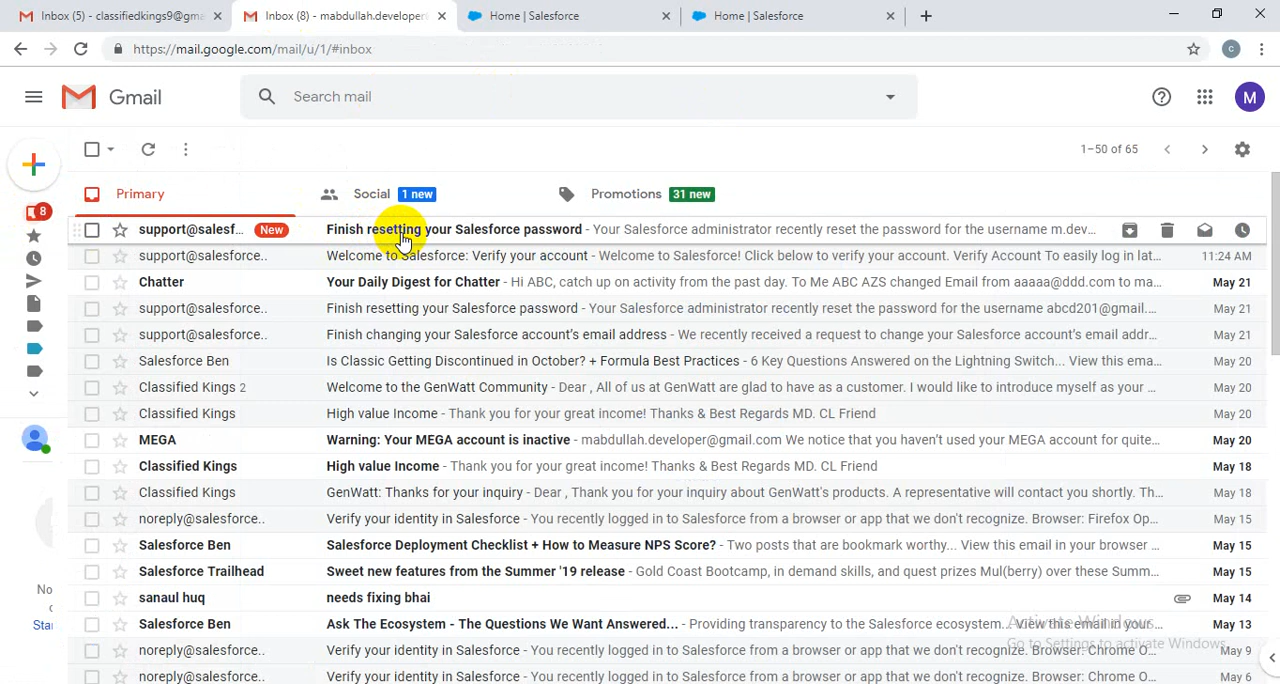 Inbox (5) - classifiedkings9@gma
Inbox (8) - mabdullah.developer
Home | Salesforce
Home | Salesforce
https://mail.google.com/mail/u/1/#inbox
C
Gmail
Search mail
M
1–50 of 65
8
Primary
Social 1 new
Promotions 31 new
support@salesf... New Finish resetting your Salesforce password - Your Salesforce administrator recently reset the password for the username m.dev...
support@salesforce.. Welcome to Salesforce: Verify your account - Welcome to Salesforce! Click below to verify your account. Verify Account To easily log in lat... 11:24 AM
Chatter Your Daily Digest for Chatter - Hi ABC, catch up on activity from the past day. To Me ABC AZS changed Email from aaaaa@ddd.com to ma... May 21
support@salesforce.. Finish resetting your Salesforce password - Your Salesforce administrator recently reset the password for the username abcd201@gmail.... May 21
support@salesforce.. Finish changing your Salesforce account's email address - We recently received a request to change your Salesforce account's email addr... May 21
Salesforce Ben Is Classic Getting Discontinued in October? + Formula Best Practices - 6 Key Questions Answered on the Lightning Switch... View this ema... May 20
Classified Kings 2 Welcome to the GenWatt Community - Dear , All of us at GenWatt are glad to have as a customer. I would like to introduce myself as your ... May 20
Classified Kings High value Income - Thank you for your great income! Thanks & Best Regards MD. CL Friend May 20
MEGA Warning: Your MEGA account is inactive - mabdullah.developer@gmail.com We notice that you haven't used your MEGA account for quite... May 20
Classified Kings High value Income - Thank you for your great income! Thanks & Best Regards MD. CL Friend May 18
Classified Kings GenWatt: Thanks for your inquiry - Dear , Thank you for your inquiry about GenWatt's products. A representative will contact you shortly. Th... May 18
noreply@salesforce.. Verify your identity in Salesforce - You recently logged in to Salesforce from a browser or app that we don't recognize. Browser: Firefox Op... May 15
Salesforce Ben Salesforce Deployment Checklist + How to Measure NPS Score? - Two posts that are bookmark worthy... View this email in your browser ... May 15
Salesforce Trailhead Sweet new features from the Summer '19 release - Gold Coast Bootcamp, in demand skills, and quest prizes Mul(berry) over these Summ... May 15
sanaul huq needs fixing bhai May 14
Salesforce Ben Ask The Ecosystem - The Questions We Want Answered... - Providing transparency to the Salesforce ecosystem... View this email in your ... May 13
noreply@salesforce.. Verify your identity in Salesforce - You recently logged in to Salesforce from a browser or app that we don't recognize. Browser: Chrome O... May 9
noreply@salesforce.. Verify your identity in Salesforce - You recently logged in to Salesforce from a browser or app that we don't recognize. Browser: Chrome O... May 6
No
c
Star
Activate Windows
Go to Settings to activate Windows.